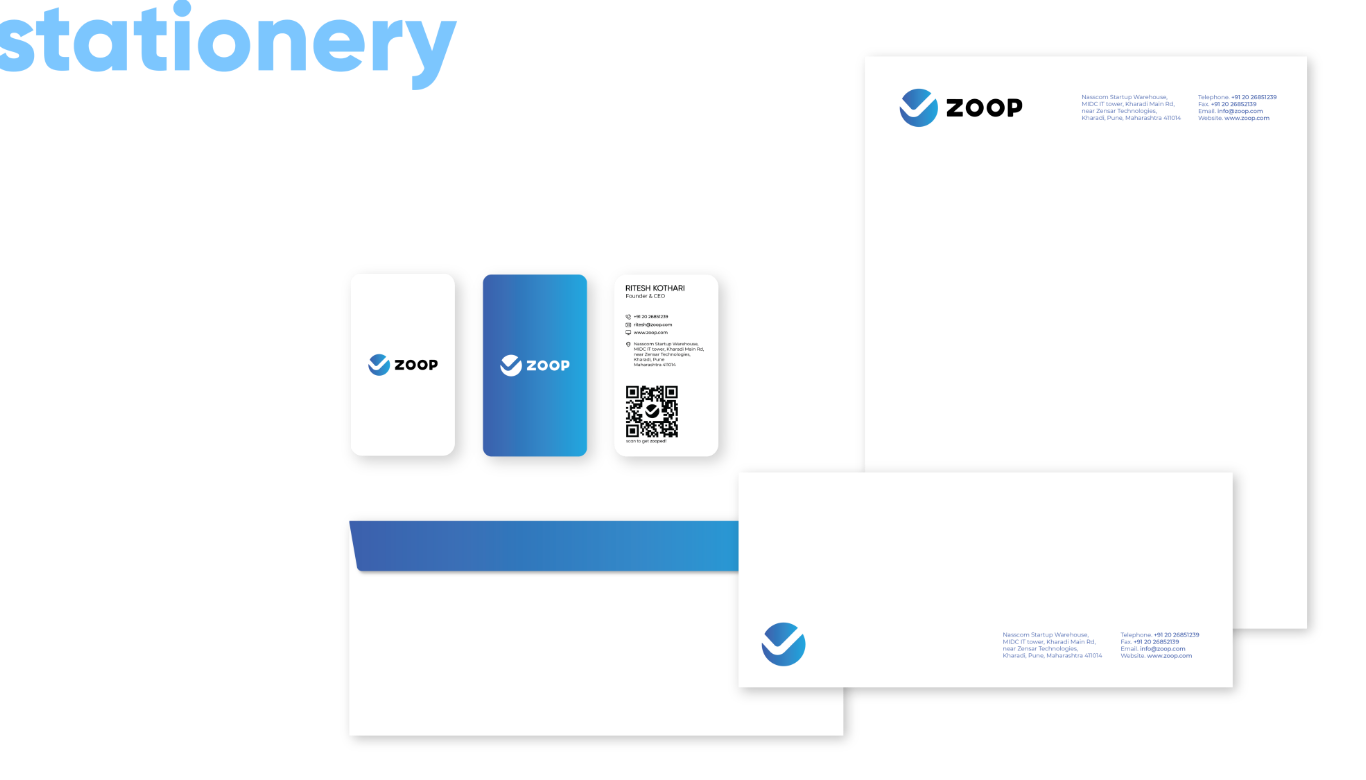 stationery
ZOOP
Nasscom Startup Warehouse,
MIDC IT tower, Kharadi Main Rd,
near Zensar Technologies,
Kharadi, Pune, Maharashtra 411014
Telephone. +91 20 26851239
Fax. +91 20 26852139
Email. info@zoop.com
Website. www.zoop.com
ZOOP
ZOOP
RITESH KOTHARI
Founder & CEO
+91 20 26851239
ritesh@zoop.com
www.zoop.com
Nasscom Startup Warehouse,
MIDC IT tower, Kharadi Main Rd,
near Zensar Technologies,
Kharadi, Pune
Maharashtra 411014
scan to get zooped!
Nasscom Startup Warehouse,
MIDC IT tower, Kharadi Main Rd,
near Zensar Technologies,
Kharadi, Pune, Maharashtra 411014
Telephone. +91 20 26851239
Fax. +91 20 26852139
Email. info@zoop.com
Website. www.zoop.com